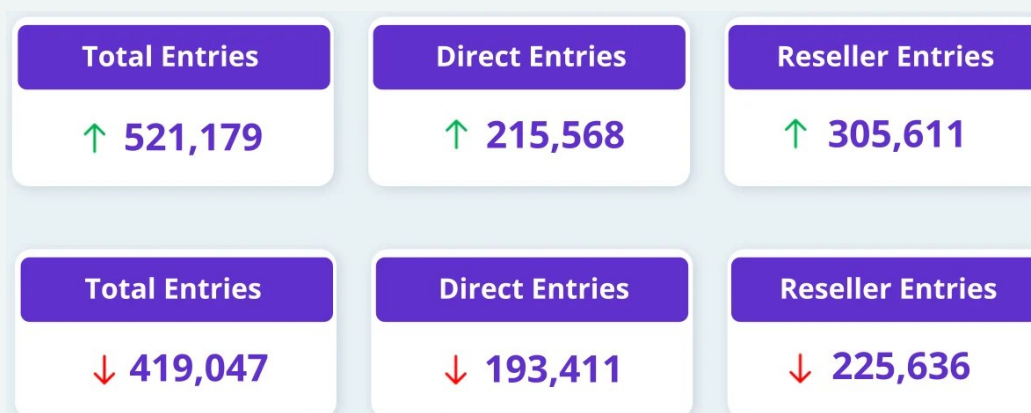 Total Entries Direct Entries Reseller Entries
↑ 521,179 ↑ 215,568 ↑ 305,611
Total Entries Direct Entries Reseller Entries
↓ 419,047 ↓ 193,411 ↓ 225,636